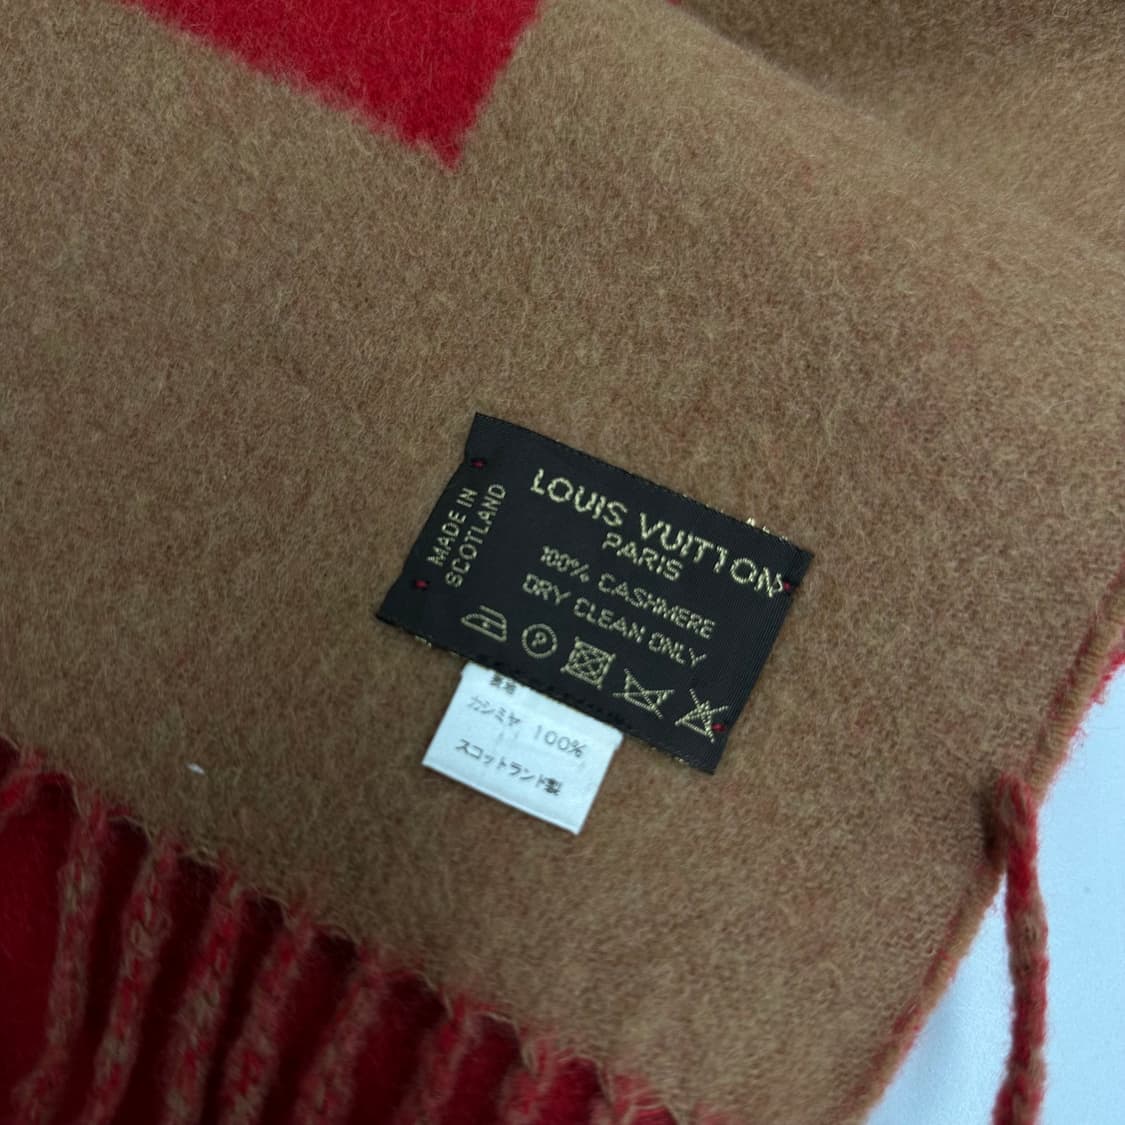 MADE IN
SCOTLAND
LOUIS VUITTON
PARIS
100% CASHMERE
DRY CLEAN ONLY
P
カシミヤ 100%
スコットランド製